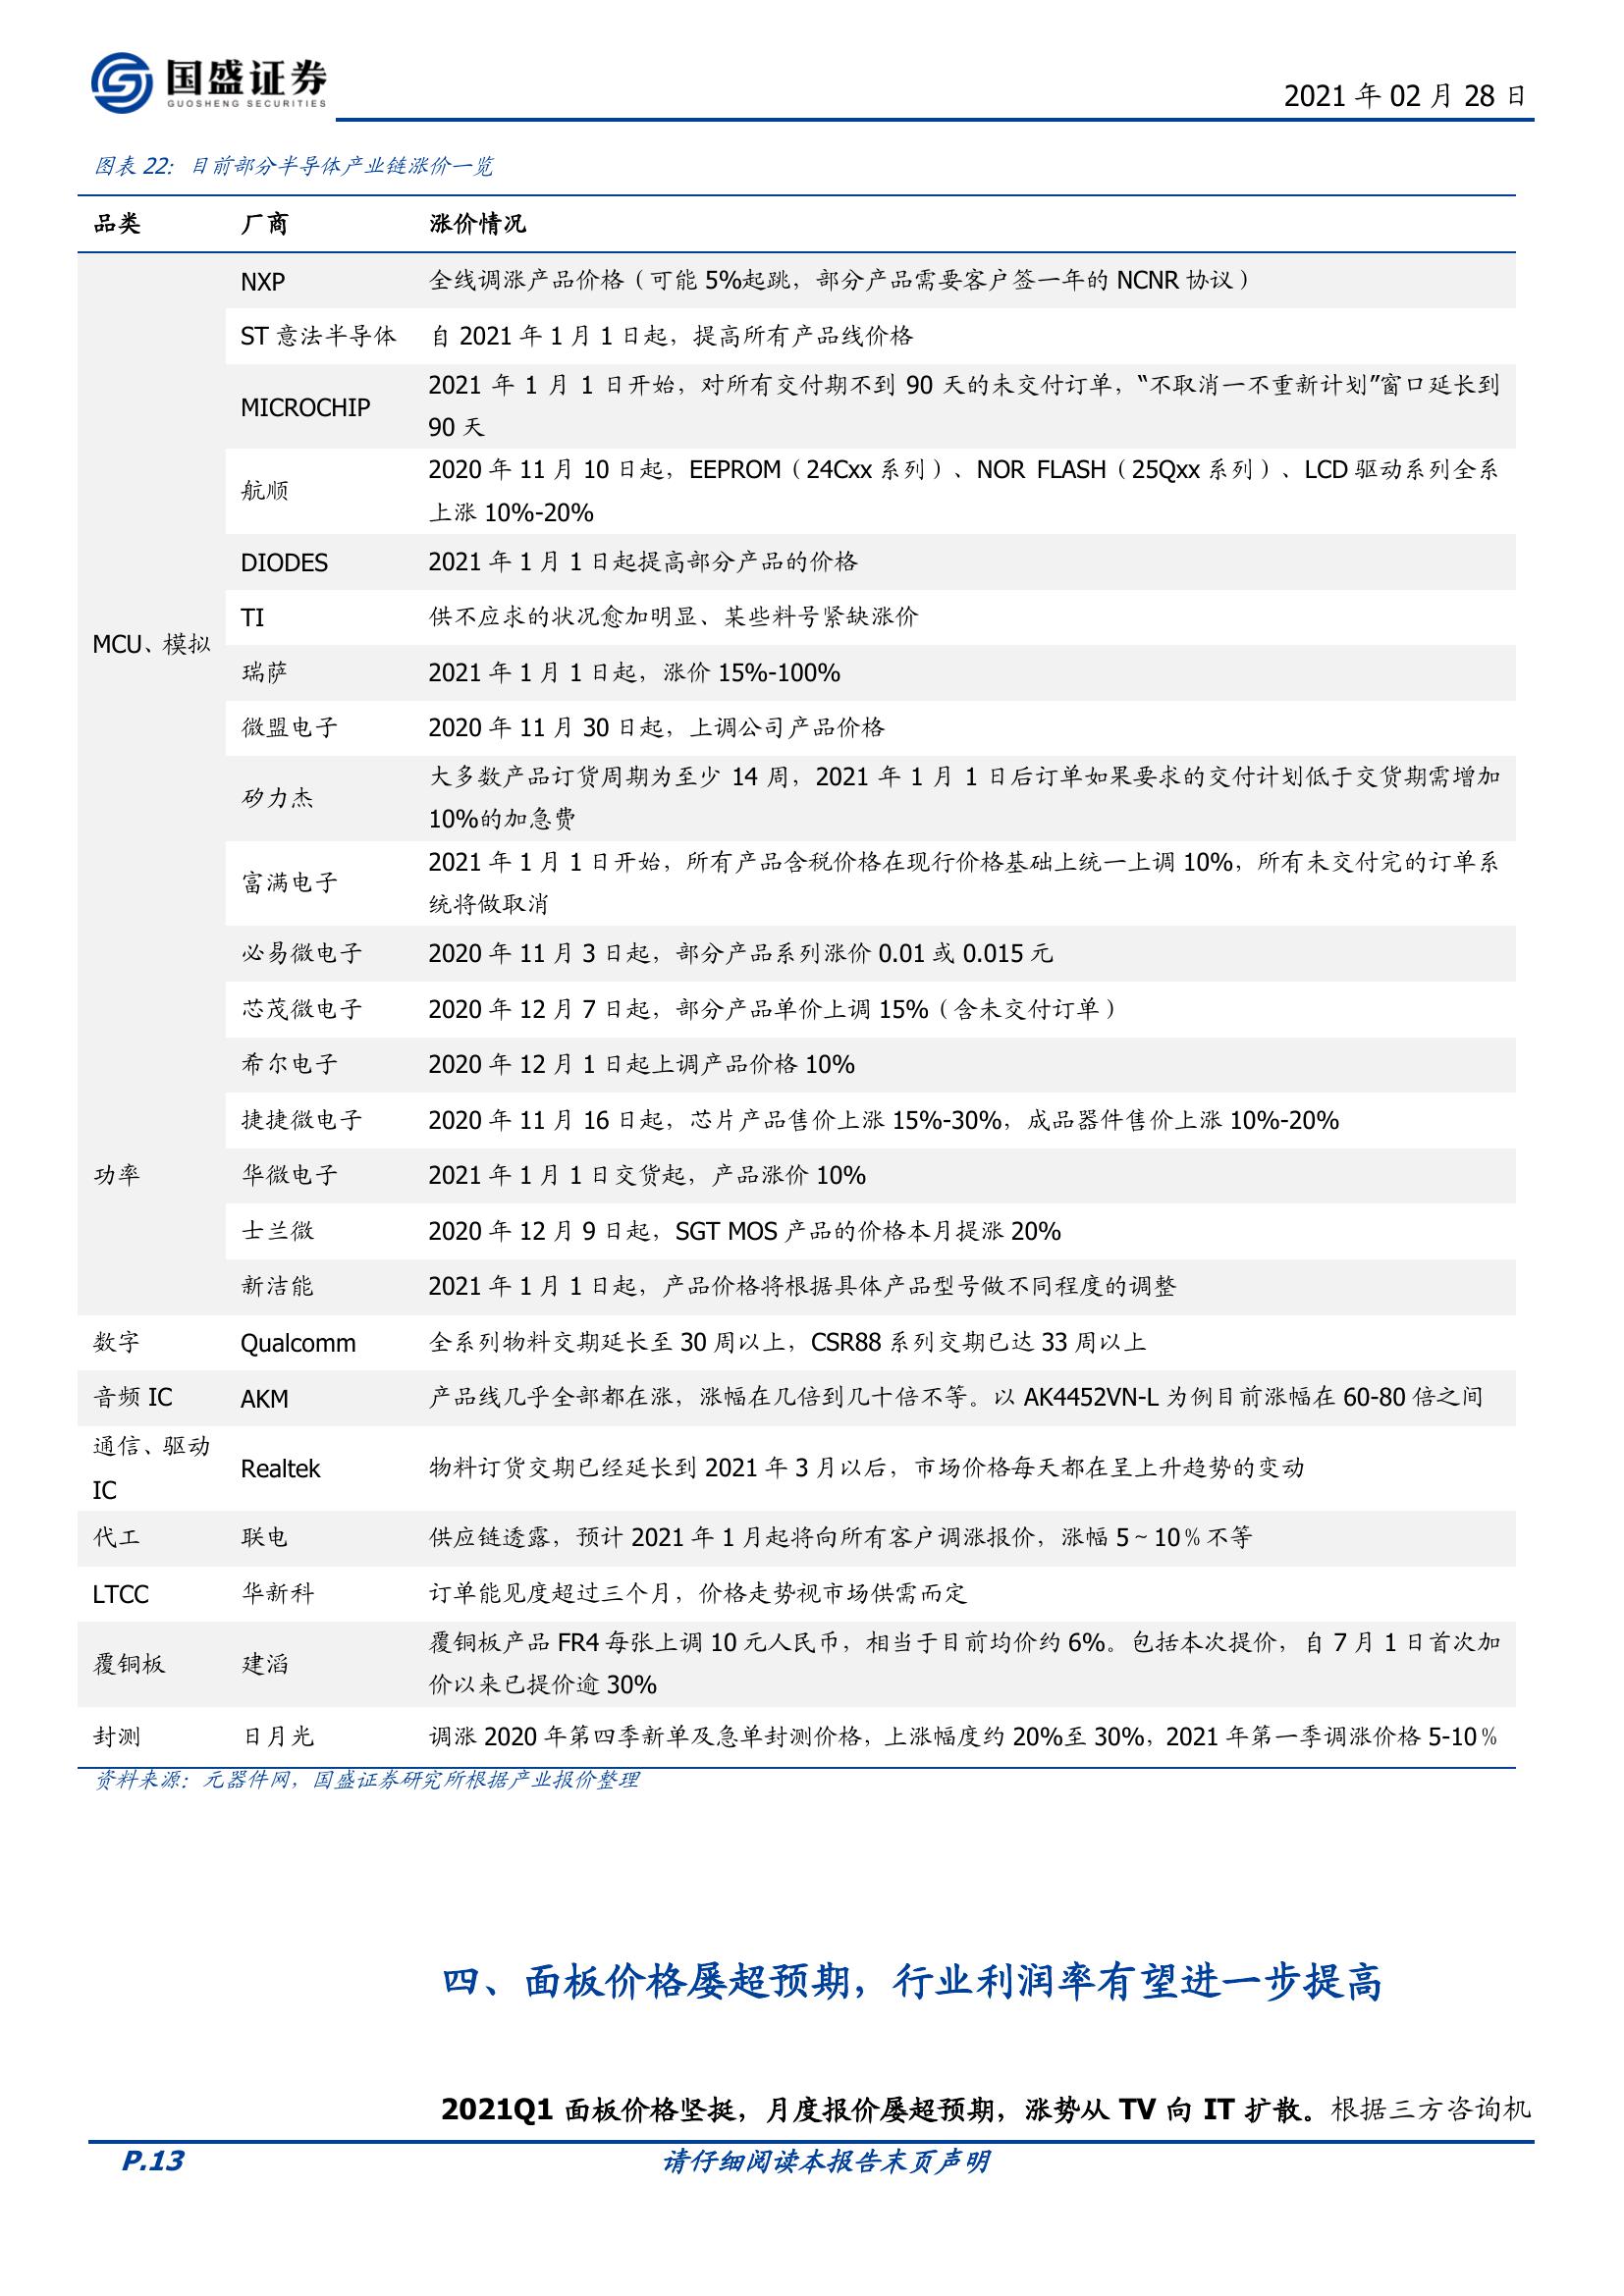 国盛证券
GUOSHENG SECURITIES
2021 年 02 月 28 日
图表 22: 目前部分半导体产业链涨价一览
品类 厂商 涨价情况
NXP 全线调涨产品价格（可能 5%起跳，部分产品需要客户签一年的 NCNR 协议）
ST 意法半导体 自 2021 年 1 月 1 日起，提高所有产品线价格
MICROCHIP 2021 年 1 月 1 日开始，对所有交付期不到 90 天的未交付订单，“不取消一不重新计划”窗口延长到
90 天
航顺 2020 年 11 月 10 日起，EEPROM（24Cxx 系列）、NOR FLASH（25Qxx 系列）、LCD 驱动系列全系
上涨 10%-20%
DIODES 2021 年 1 月 1 日起提高部分产品的价格
TI 供不应求的状况愈加明显、某些料号紧缺涨价
MCU、模拟
瑞萨 2021 年 1 月 1 日起，涨价 15%-100%
微盟电子 2020 年 11 月 30 日起，上调公司产品价格
矽力杰 大多数产品订货周期为至少 14 周，2021 年 1 月 1 日后订单如果要求的交付计划低于交货期需增加
10%的加急费
富满电子 2021 年 1 月 1 日开始，所有产品含税价格在现行价格基础上统一上调 10%，所有未交付完的订单系
统将做取消
必易微电子 2020 年 11 月 3 日起，部分产品系列涨价 0.01 或 0.015 元
芯茂微电子 2020 年 12 月 7 日起，部分产品单价上调 15%（含未交付订单）
希尔电子 2020 年 12 月 1 日起上调产品价格 10%
捷捷微电子 2020 年 11 月 16 日起，芯片产品售价上涨 15%-30%，成品器件售价上涨 10%-20%
功率 华微电子 2021 年 1 月 1 日交货起，产品涨价 10%
士兰微 2020 年 12 月 9 日起，SGT MOS 产品的价格本月提涨 20%
新洁能 2021 年 1 月 1 日起，产品价格将根据具体产品型号做不同程度的调整
数字 Qualcomm 全系列物料交期延长至 30 周以上，CSR88 系列交期已达 33 周以上
音频 IC AKM 产品线几乎全部都在涨，涨幅在几倍到几十倍不等。以 AK4452VN-L 为例目前涨幅在 60-80 倍之间
通信、驱动
IC
Realtek 物料订货交期已经延长到 2021 年 3 月以后，市场价格每天都在呈上升趋势的变动
代工 联电 供应链透露，预计 2021 年 1 月起将向所有客户调涨报价，涨幅 5～10％不等
LTCC 华新科 订单能见度超过三个月，价格走势视市场供需而定
覆铜板 建滔 覆铜板产品 FR4 每张上调 10 元人民币，相当于目前均价约 6%。包括本次提价，自 7 月 1 日首次加
价以来已提价逾 30%
封测 日月光 调涨 2020 年第四季新单及急单封测价格，上涨幅度约 20%至 30%，2021 年第一季调涨价格 5-10％
资料来源：元器件网，国盛证券研究所根据产业报价整理
四、面板价格屡超预期，行业利润率有望进一步提高
2021Q1 面板价格坚挺，月度报价屡超预期，涨势从 TV 向 IT 扩散。根据三方咨询机
P.13 请仔细阅读本报告末页声明